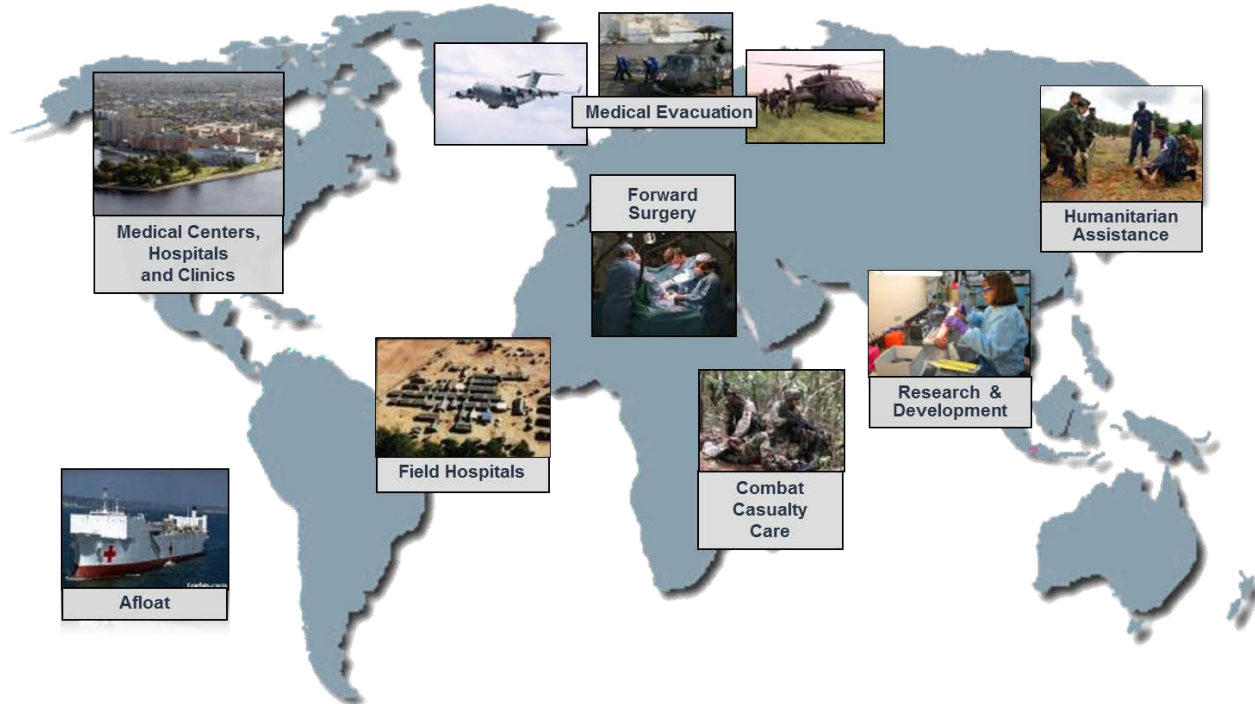 Medical Evacuation
Medical Centers,
Hospitals
and Clinics
Forward
Surgery
Humanitarian
Assistance
Research &
Development
Field Hospitals
Combat
Casualty
Care
Afloat